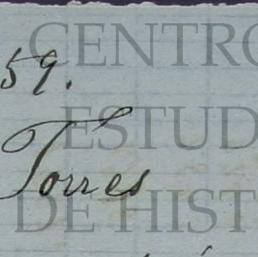 CENTRO
59.
ESTUD
Torres
DE HIST